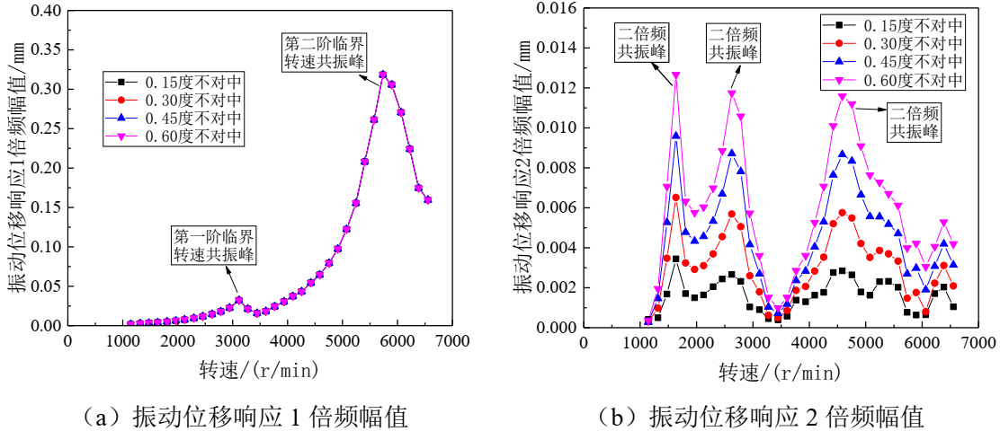 0.40
0.35
0.30
0.25
0.20
0.15
0.10
0.05
0.00
振动位移响应1倍频幅值/mm
第二阶临界
转速共振峰
0.15度不对中
0.30度不对中
0.45度不对中
0.60度不对中
第一阶临界
转速共振峰
0 1000 2000 3000 4000 5000 6000 7000
转速/(r/min)
(a) 振动位移响应 1 倍频幅值
0.016
0.014
0.012
0.010
0.008
0.006
0.004
0.002
0.000
振动位移响应2倍频幅值/mm
二倍频
共振峰
二倍频
共振峰
0.15度不对中
0.30度不对中
0.45度不对中
0.60度不对中
二倍频
共振峰
0 1000 2000 3000 4000 5000 6000 7000
转速/(r/min)
(b) 振动位移响应 2 倍频幅值